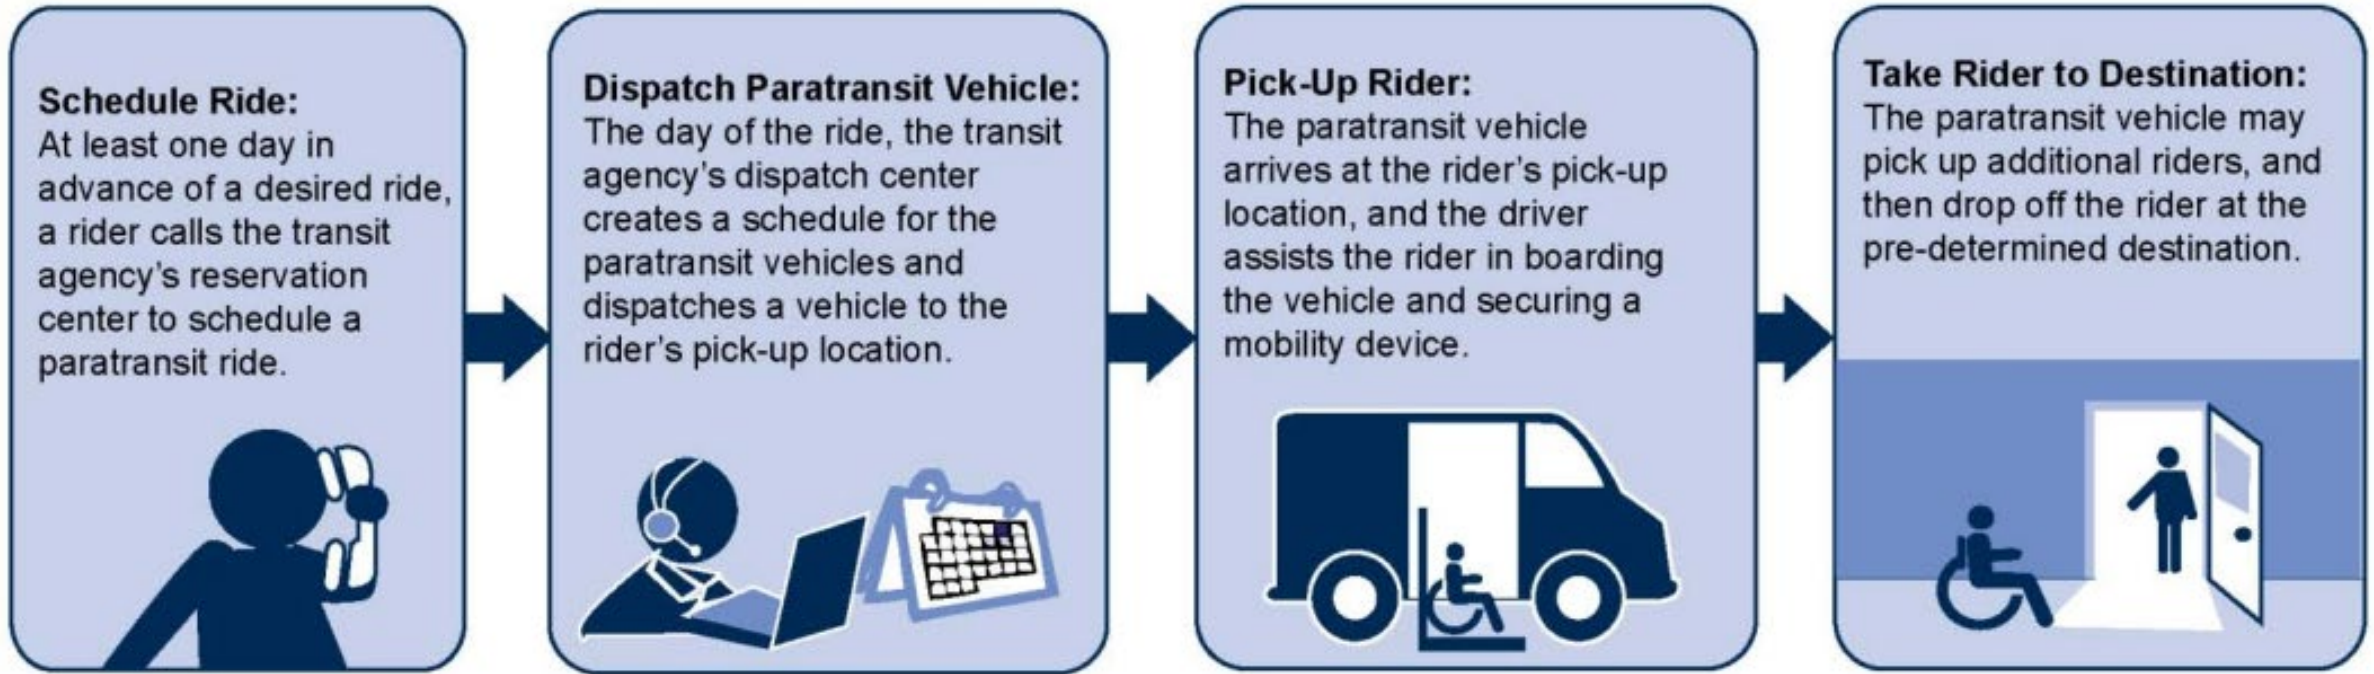 Schedule Ride:
At least one day in
advance of a desired ride,
a rider calls the transit
agency's reservation
center to schedule a
paratransit ride.
Dispatch Paratransit Vehicle:
The day of the ride, the transit
agency's dispatch center
creates a schedule for the
paratransit vehicles and
dispatches a vehicle to the
rider's pick-up location.
Pick-Up Rider:
The paratransit vehicle
arrives at the rider's pick-up
location, and the driver
assists the rider in boarding
the vehicle and securing a
mobility device.
Take Rider to Destination:
The paratransit vehicle may
pick up additional riders, and
then drop off the rider at the
pre-determined destination.